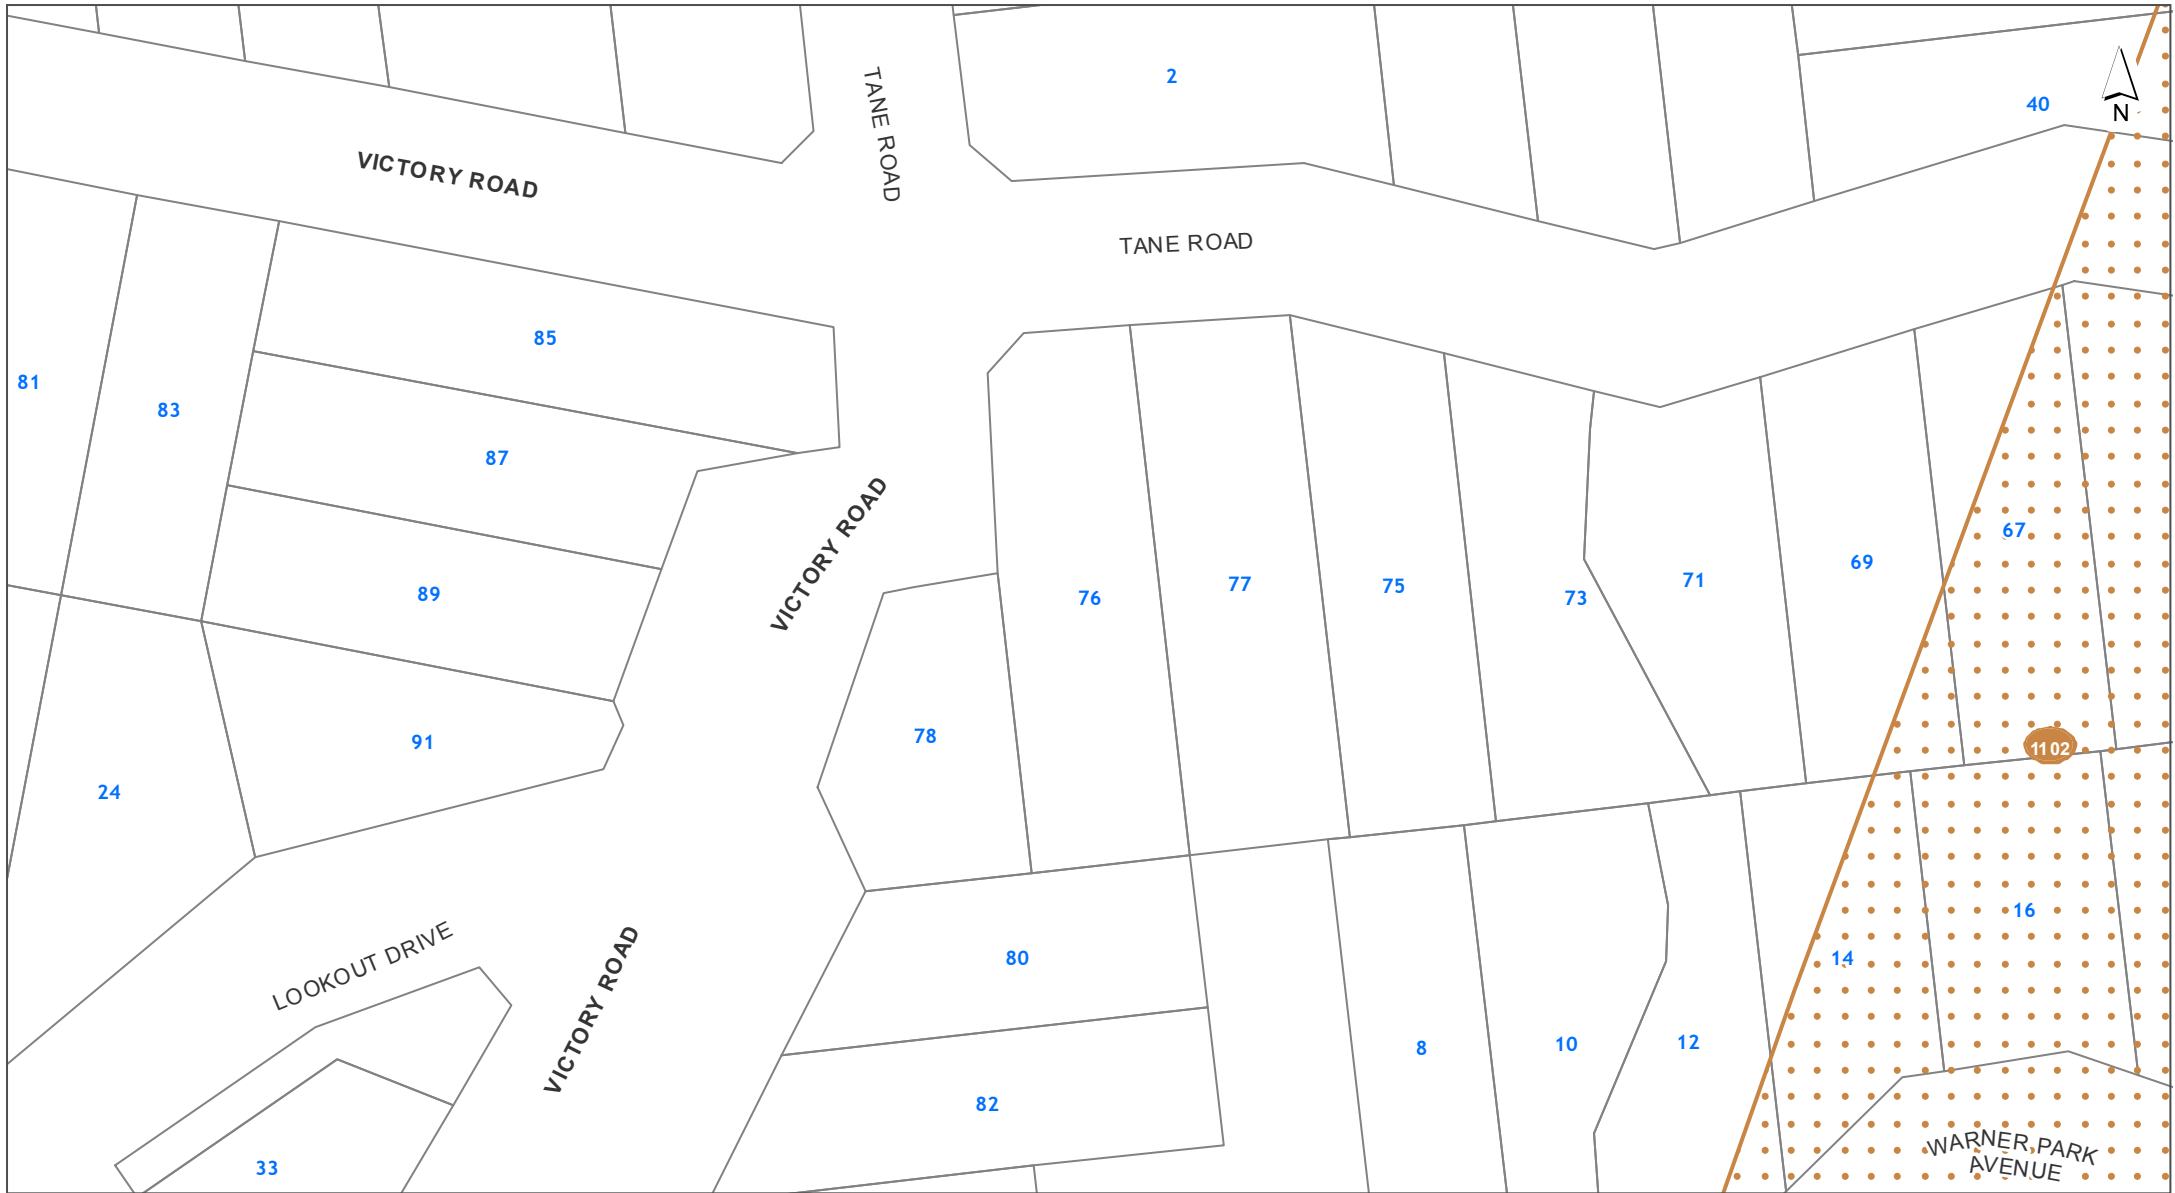 2
TANE ROAD
40
N
VICTORY ROAD
TANE ROAD
85
81
83
87
VICTORY ROAD
67
69
71
77
75
76
73
89
78
91
1102
24
16
LOOKOUT DRIVE
80
14
VICTORY ROAD
12
10
8
82
WARNER PARK
AVENUE
33